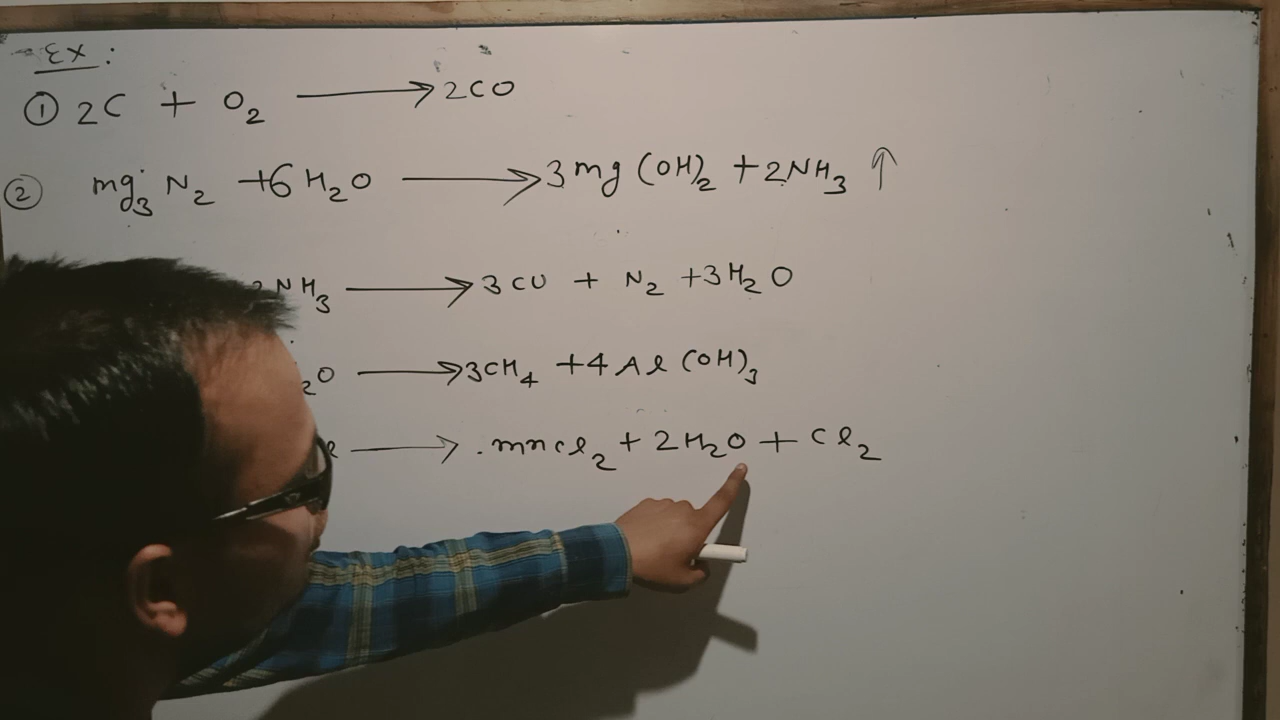 Ex:
① 2C + O₂ ⟶ 2CO
② mg₃N₂ + 6H₂O ⟶ 3mg(OH)₂ + 2NH₃ ↑
2NH₃ ⟶ 3CU + N₂ + 3H₂O
₂O ⟶ 3CH₄ + 4Al(OH)₃
⟶ mncl₂ + 2H₂O + Cl₂